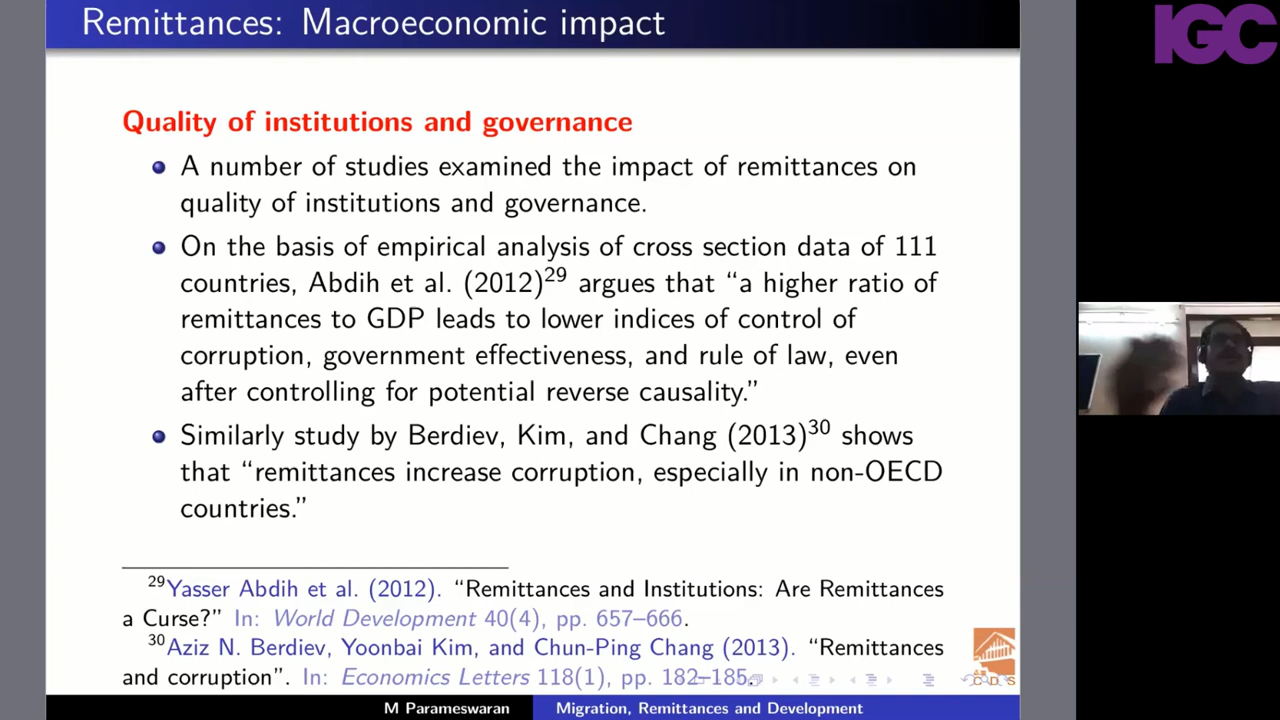 Remittances: Macroeconomic impact
IGC
Quality of institutions and governance
A number of studies examined the impact of remittances on
quality of institutions and governance.
On the basis of empirical analysis of cross section data of 111
countries, Abdih et al. (2012)29 argues that “a higher ratio of
remittances to GDP leads to lower indices of control of
corruption, government effectiveness, and rule of law, even
after controlling for potential reverse causality.”
Similarly study by Berdiev, Kim, and Chang (2013)30 shows
that “remittances increase corruption, especially in non-OECD
countries.”
29Yasser Abdih et al. (2012). “Remittances and Institutions: Are Remittances
a Curse?” In: World Development 40(4), pp. 657–666.
30Aziz N. Berdiev, Yoonbai Kim, and Chun-Ping Chang (2013). “Remittances
and corruption”. In: Economics Letters 118(1), pp. 182–185.
CDS
M Parameswaran
Migration, Remittances and Development